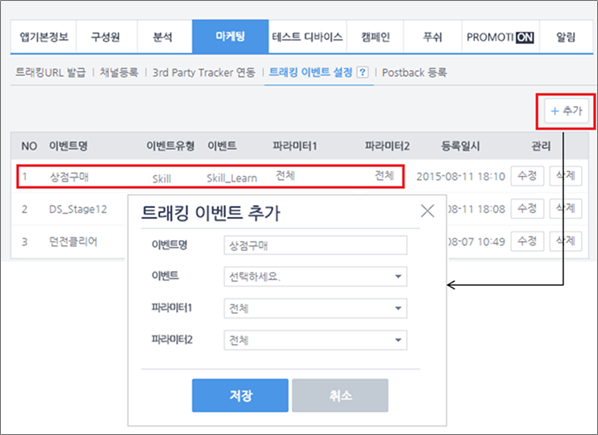 앱기본정보 구성원 분석 마케팅 테스트 디바이스 캠페인 푸쉬 PROMOTION 알림
트래킹URL 발급 | 채널등록 | 3rd Party Tracker 연동 | 트래킹 이벤트 설정 ? | Postback 등록
+ 추가
NO 이벤트명 이벤트유형 이벤트 파라미터1 파라미터2 등록일시 관리
1 상점구매 Skill Skill_Learn 전체 전체 2015-08-11 18:10 수정 삭제
2 DS_Stage12 08-11 18:08 수정 삭제
3 던전클리어 08-07 10:49 수정 삭제
트래킹 이벤트 추가
이벤트명 상점구매
이벤트 선택하세요.
파라미터1 전체
파라미터2 전체
저장 취소